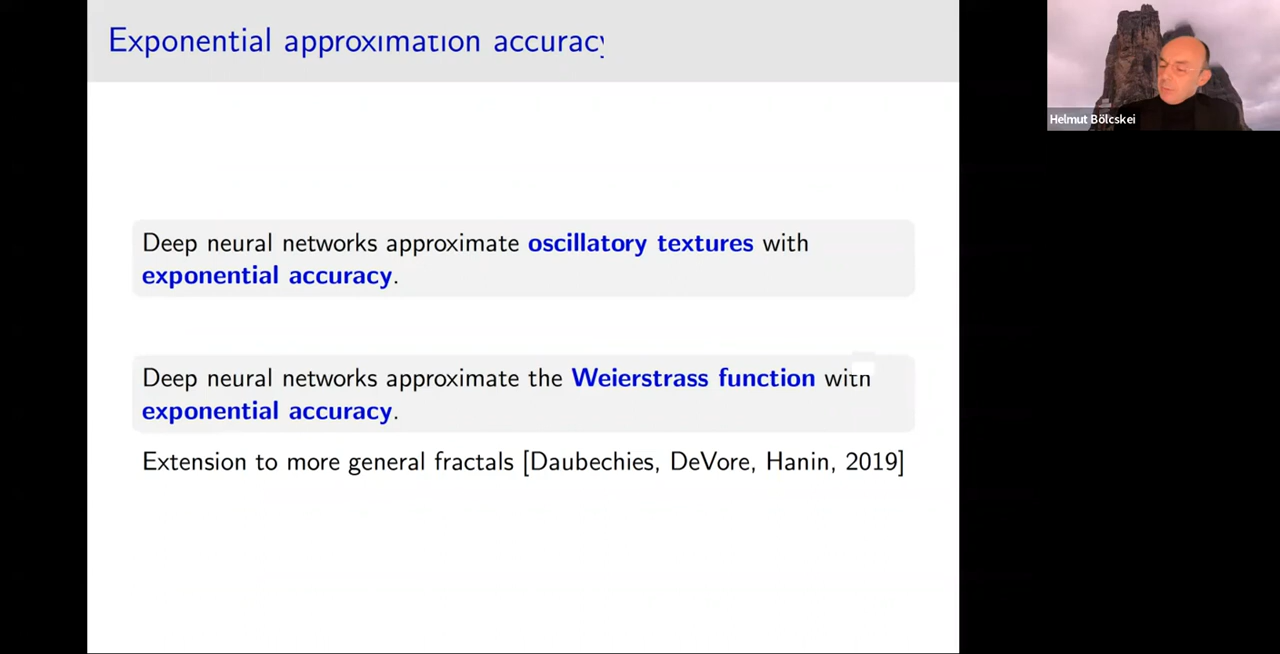 Exponential approximation accuracy
Helmut Bölcskei
Deep neural networks approximate oscillatory textures with
exponential accuracy.
Deep neural networks approximate the Weierstrass function with
exponential accuracy.
Extension to more general fractals [Daubechies, DeVore, Hanin, 2019]